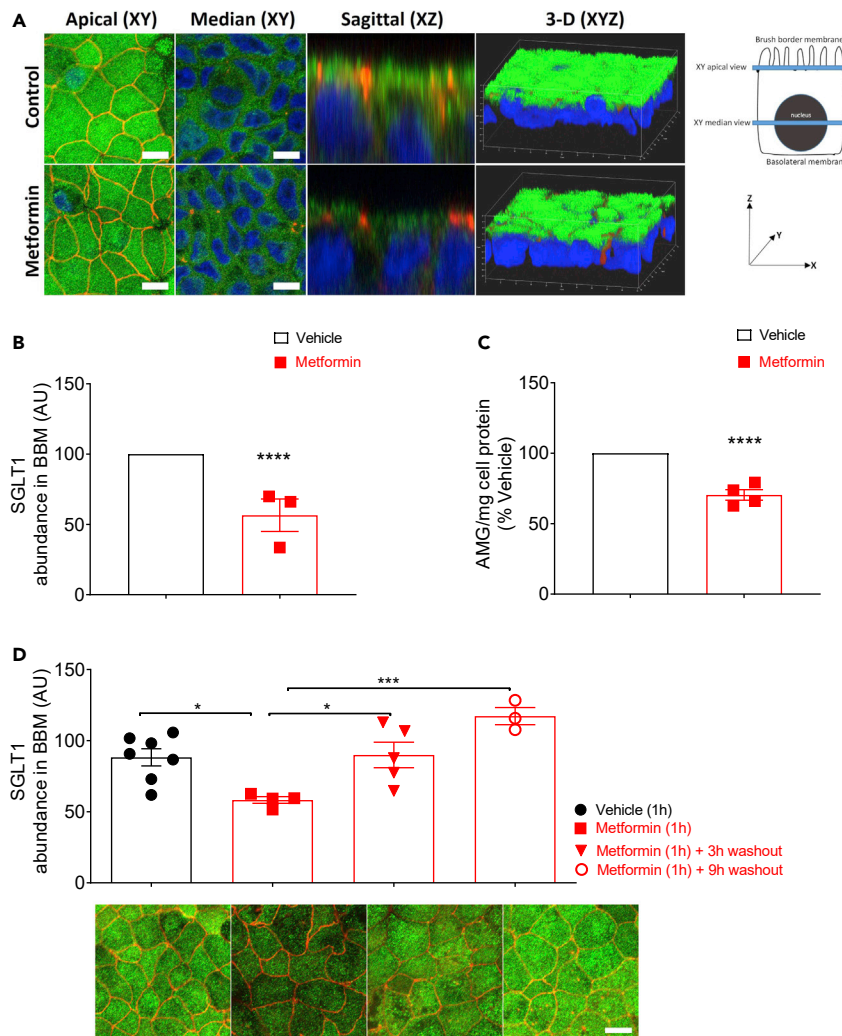 A
Apical (XY)
Median (XY)
Sagittal (XZ)
3-D (XYZ)
Control
Metformin
Brush border membrane
XY apical view
nucleus
XY median view
Basolateral membran
Z
Y
X
B
Vehicle
Metformin
SGLT1
abundance in BBM (AU)
150
100
50
0
****
C
Vehicle
Metformin
AMG/mg cell protein
(% Vehicle)
150
100
50
0
****
D
SGLT1
abundance in BBM (AU)
150
100
50
0
*
*
***
Vehicle (1h)
Metformin (1h)
Metformin (1h) + 3h washout
Metformin (1h) + 9h washout